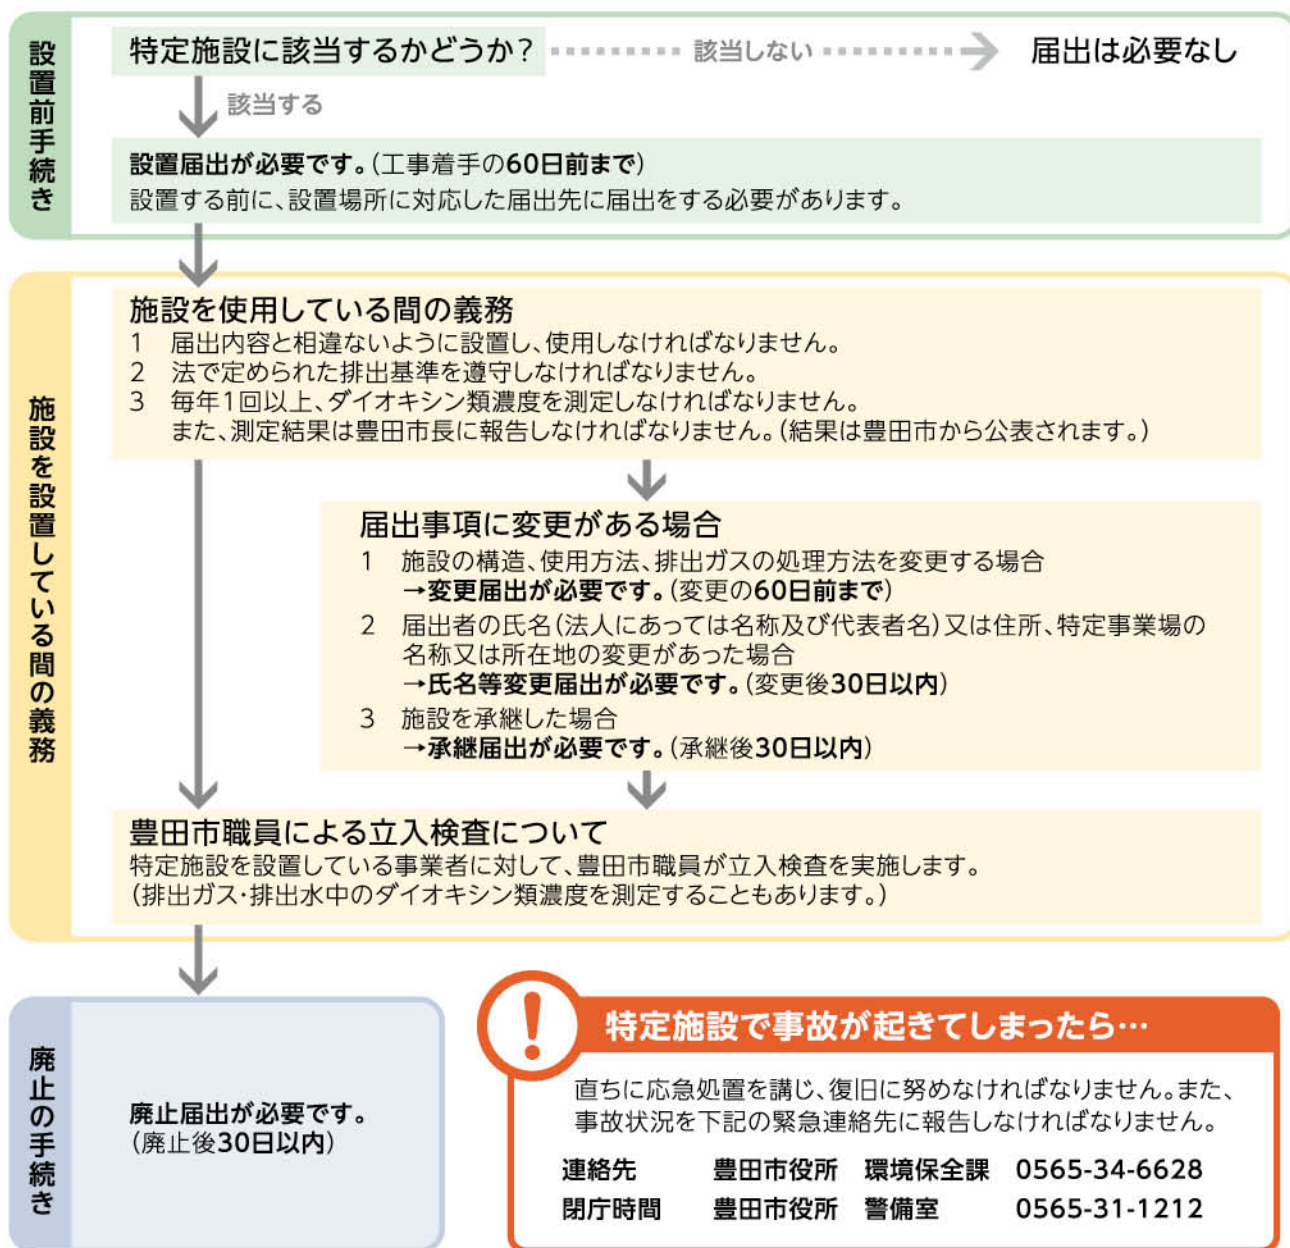 設置前手続き
特定施設に該当するかどうか？
該当しない
届出は必要なし
該当する
設置届出が必要です。（工事着手の60日前まで）
設置する前に、設置場所に対応した届出先に届出をする必要があります。
施設を設置している間の義務
施設を使用している間の義務
1 届出内容と相違ないように設置し、使用しなければなりません。
2 法で定められた排出基準を遵守しなければなりません。
3 毎年1回以上、ダイオキシン類濃度を測定しなければなりません。
また、測定結果は豊田市長に報告しなければなりません。（結果は豊田市から公表されます。）
届出事項に変更がある場合
1 施設の構造、使用方法、排出ガスの処理方法を変更する場合
→変更届出が必要です。（変更の60日前まで）
2 届出者の氏名（法人にあっては名称及び代表者名）又は住所、特定事業場の
名称又は所在地の変更があった場合
→氏名等変更届出が必要です。（変更後30日以内）
3 施設を承継した場合
→承継届出が必要です。（承継後30日以内）
豊田市職員による立入検査について
特定施設を設置している事業者に対して、豊田市職員が立入検査を実施します。
（排出ガス・排出水中のダイオキシン類濃度を測定することもあります。）
廃止の手続き
廃止届出が必要です。
（廃止後30日以内）
！
特定施設で事故が起きてしまったら…
直ちに応急処置を講じ、復旧に努めなければなりません。また、
事故状況を下記の緊急連絡先に報告しなければなりません。
連絡先 豊田市役所 環境保全課 0565-34-6628
閉庁時間 豊田市役所 警備室 0565-31-1212